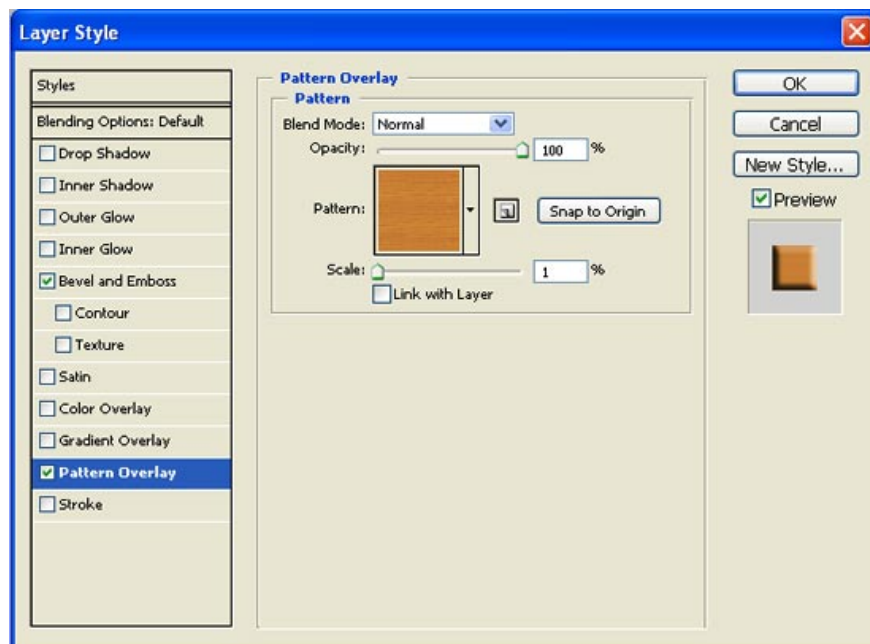 Layer Style
Styles
Blending Options: Default
Drop Shadow
Inner Shadow
Outer Glow
Inner Glow
Bevel and Emboss
Contour
Texture
Satin
Color Overlay
Gradient Overlay
Pattern Overlay
Stroke
Pattern Overlay
Pattern
Blend Mode: Normal
Opacity: 100 %
Pattern: Snap to Origin
Scale: 1 %
Link with Layer
OK
Cancel
New Style...
Preview